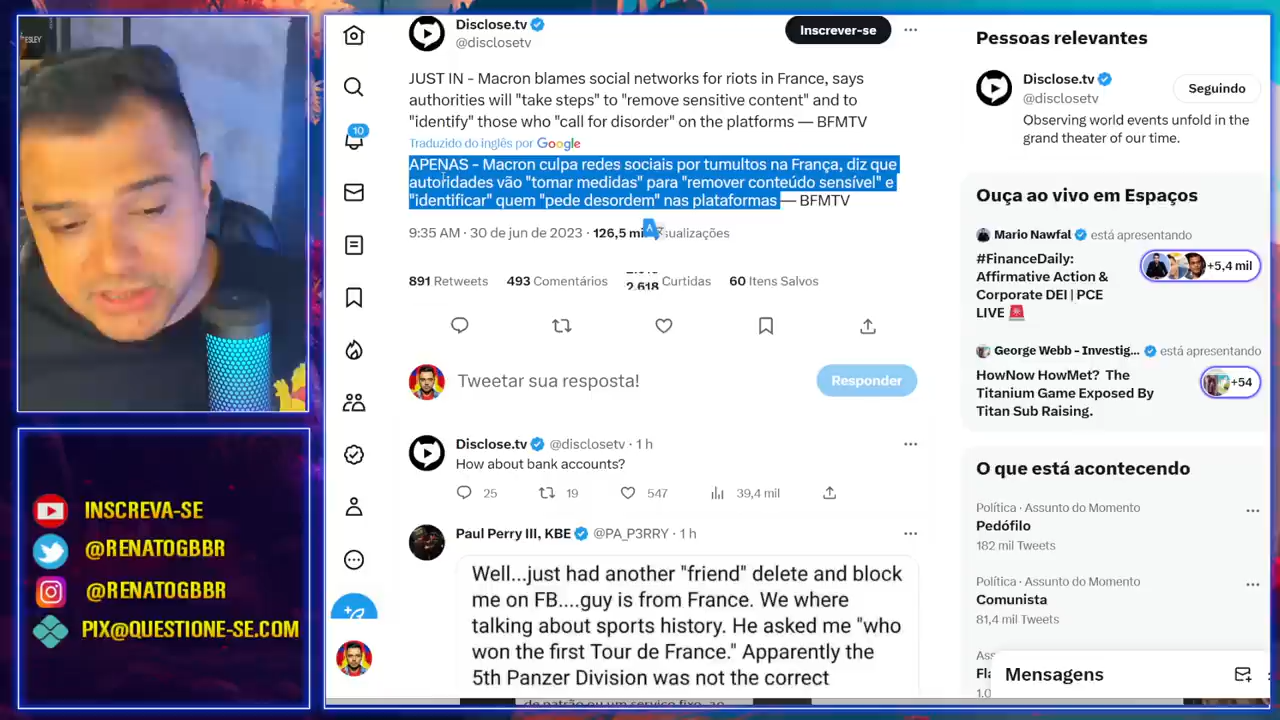 ESLEY
INSCREVA-SE
@RENATOGBBR
@RENATOGBBR
PIX@QUESTIONE-SE.COM
10
Disclose.tv
@disclosetv
Inscrever-se
JUST IN - Macron blames social networks for riots in France, says
authorities will "take steps" to "remove sensitive content" and to
"identify" those who "call for disorder" on the platforms — BFMTV
Traduzido do inglês por Google
APENAS - Macron culpa redes sociais por tumultos na França, diz que
autoridades vão "tomar medidas" para "remover conteúdo sensível" e
"identificar" quem "pede desordem" nas plataformas — BFMTV
9:35 AM · 30 de jun de 2023 · 126,5 mil
891 Retweets 493 Comentários 2.618 Curtidas 60 Itens Salvos
Tweetar sua resposta!
Responder
Disclose.tv @disclosetv · 1 h
How about bank accounts?
25 19 547 39,4 mil
Paul Perry III, KBE @PA_P3RRY · 1 h
Well...just had another "friend" delete and block
me on FB....guy is from France. We where
talking about sports history. He asked me "who
won the first Tour de France." Apparently the
5th Panzer Division was not the correct
de patrão ou um serviço fixo, ao
Pessoas relevantes
Disclose.tv
@disclosetv
Seguindo
Observing world events unfold in the
grand theater of our time.
Ouça ao vivo em Espaços
Mario Nawfal está apresentando
#FinanceDaily:
Affirmative Action &
Corporate DEI | PCE
LIVE
+5,4 mil
George Webb - Investig... está apresentando
HowNow HowMet? The
Titanium Game Exposed By
Titan Sub Raising.
+54
O que está acontecendo
Política · Assunto do Momento
Pedófilo
182 mil Tweets
Política · Assunto do Momento
Comunista
81,4 mil Tweets
Mensagens